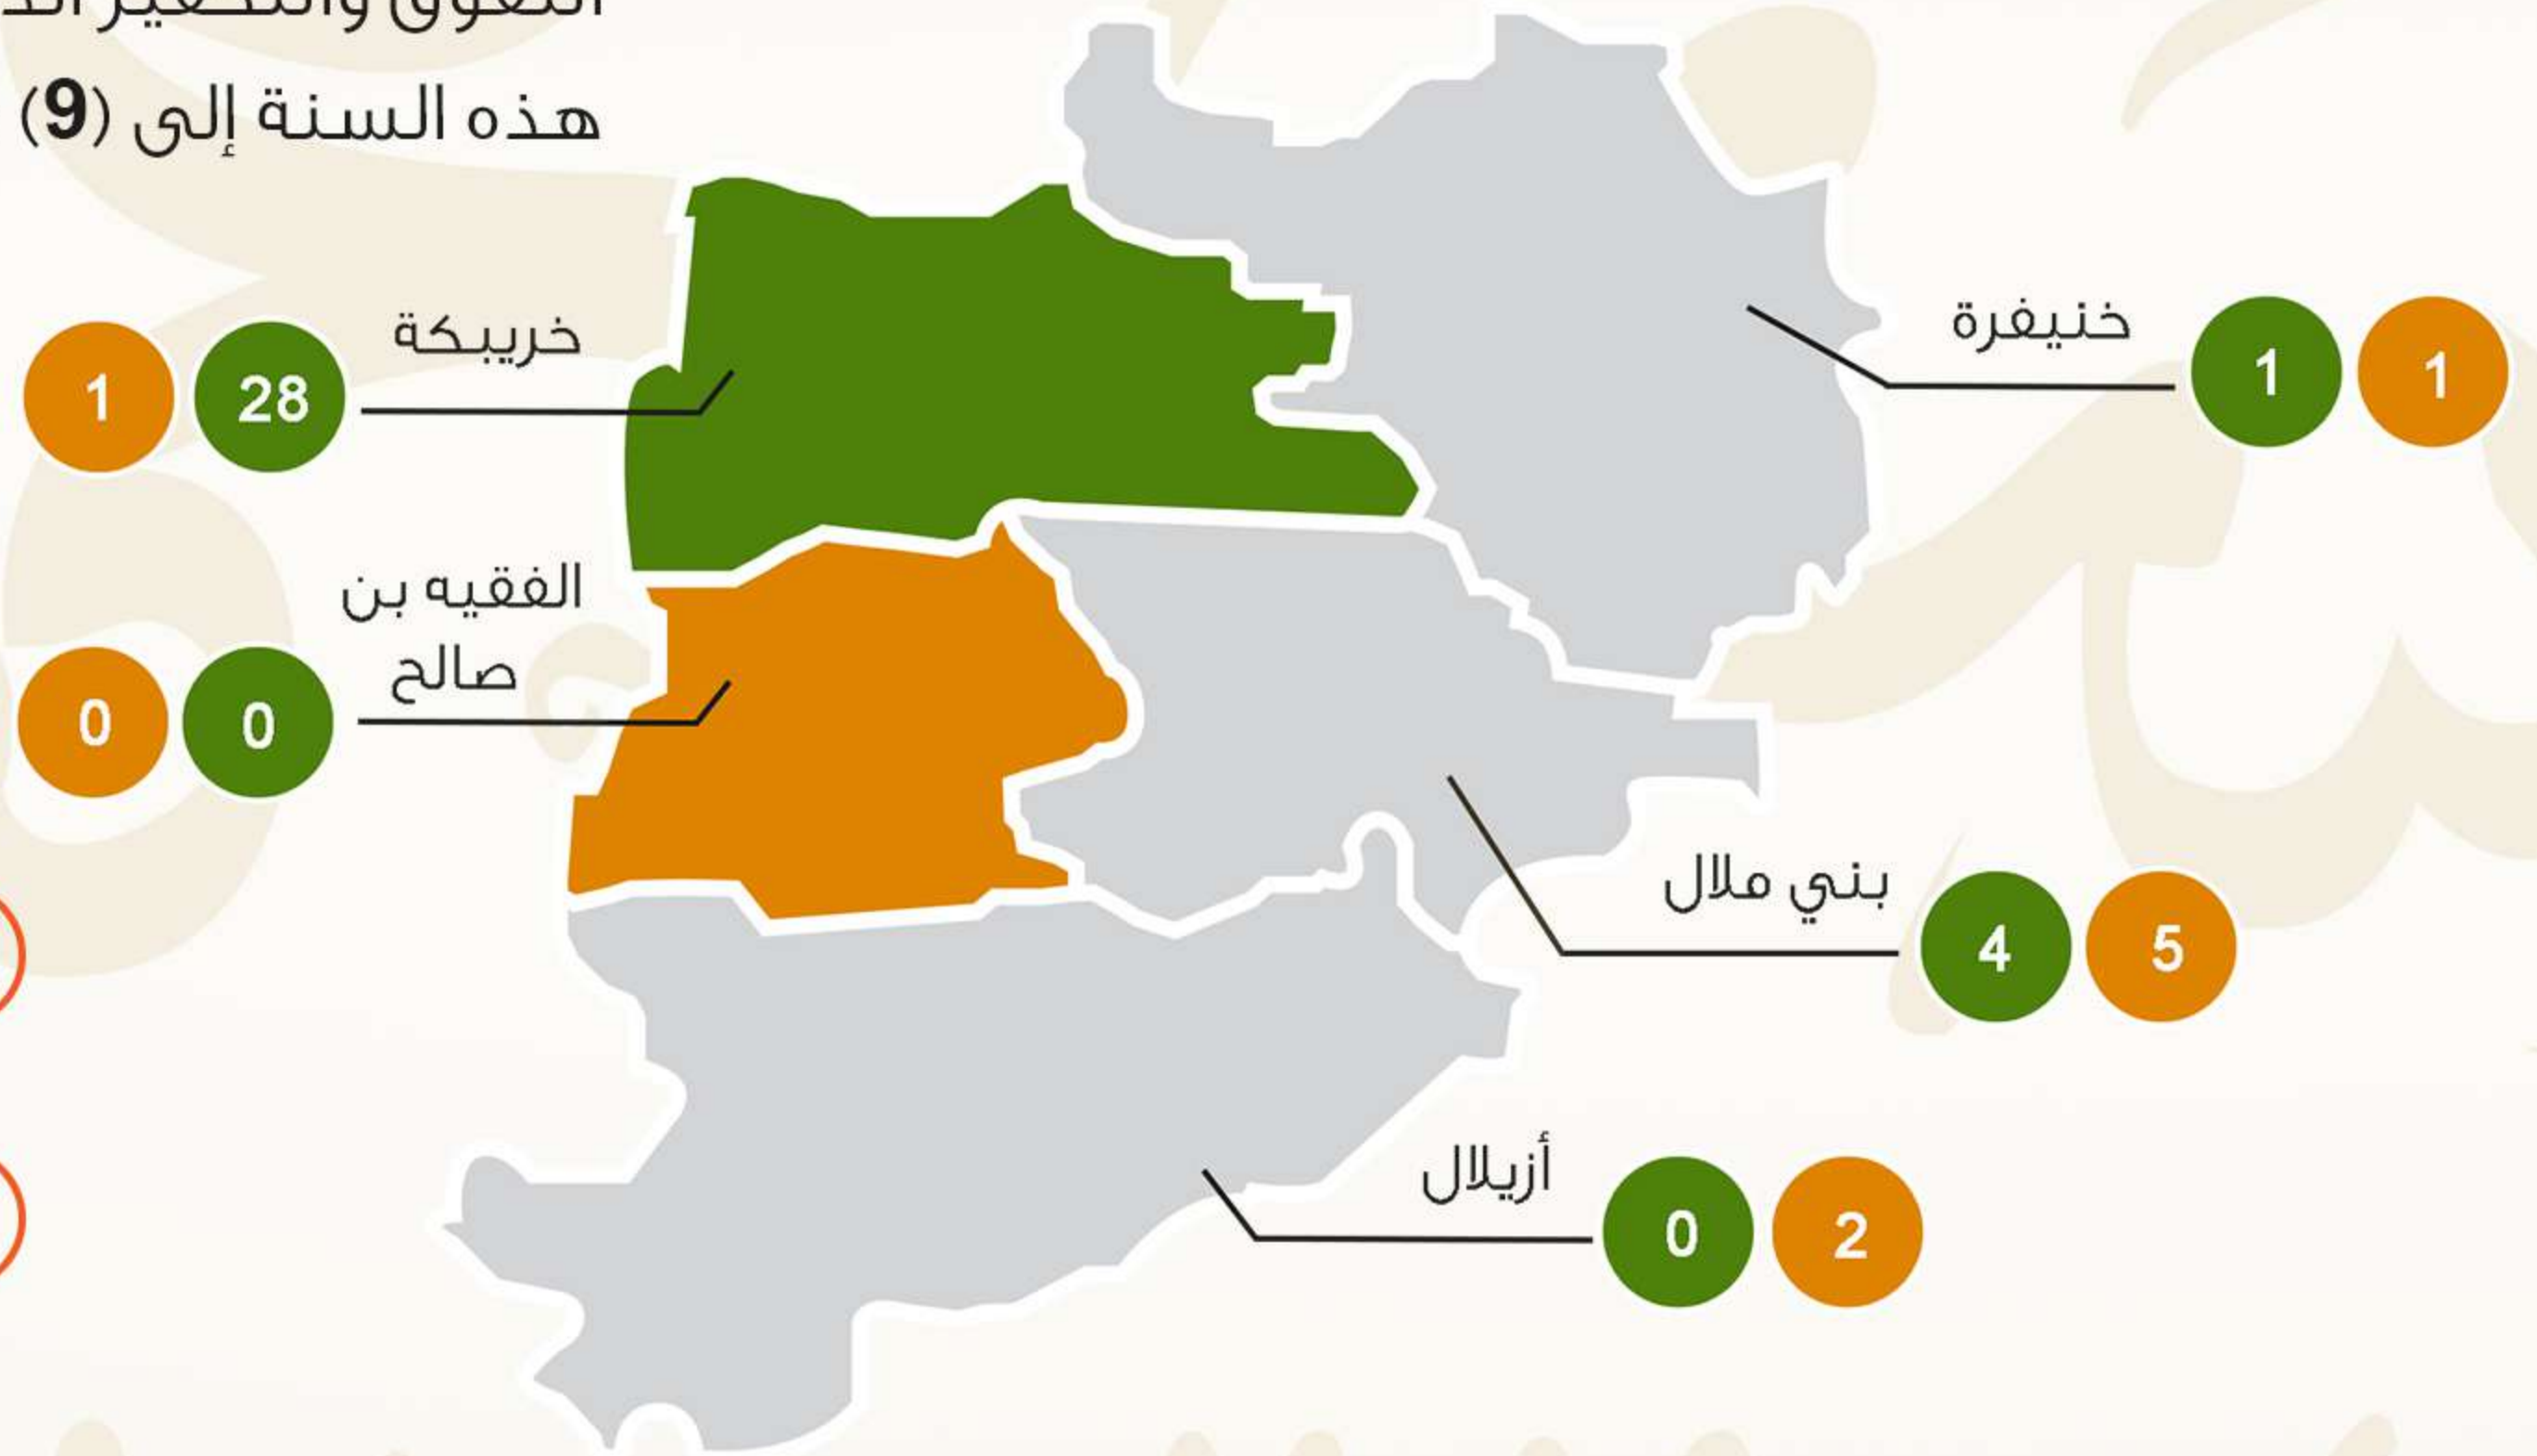 هذه السنة إلى (9)
خريبكة
28 1
خنيفرة
1 1
الفقيه بن
صالح
0 0
بني ملال
4 5
أزيلال
0 2